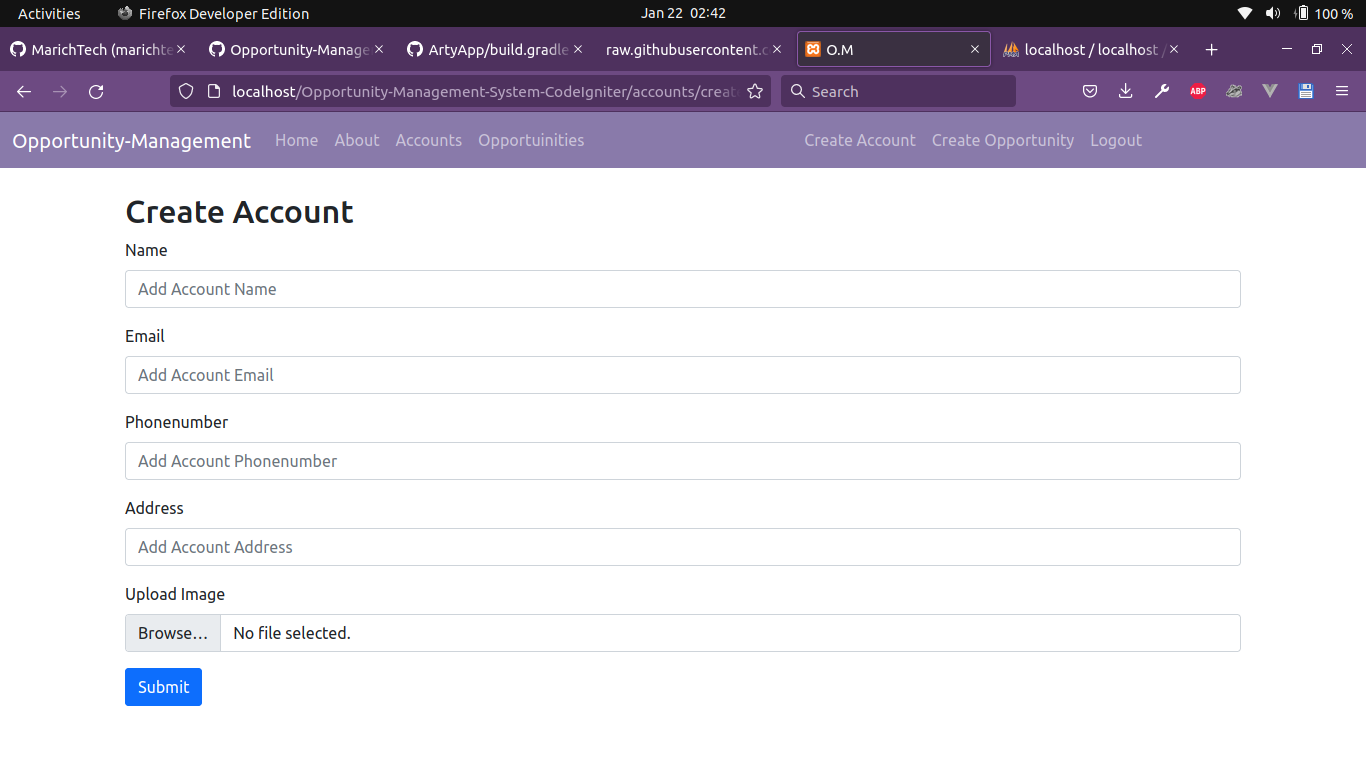 Activities Firefox Developer Edition Jan 22 02:42 100 %
MarichTech (marichte Opportunity-Manage ArtyApp/build.gradle raw.githubusercontent.c O.M localhost / localhost /
localhost/Opportunity-Management-System-CodeIgniter/accounts/creat Search ABP
Opportunity-Management Home About Accounts Opportuinities Create Account Create Opportunity Logout
Create Account
Name
Add Account Name
Email
Add Account Email
Phonenumber
Add Account Phonenumber
Address
Add Account Address
Upload Image
Browse… No file selected.
Submit